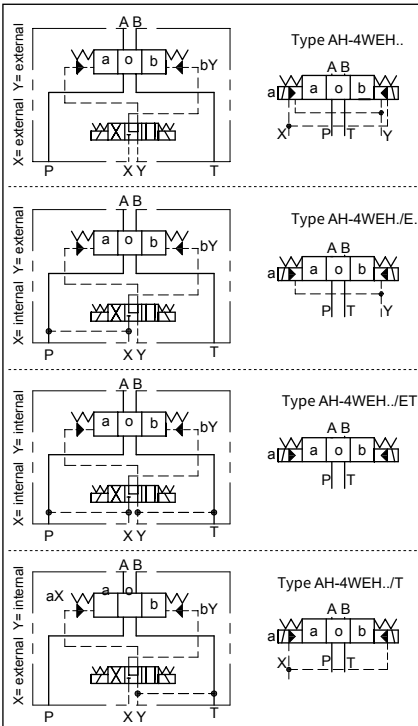 X= external Y= external
A B
a o b
bY
P X Y T
Type AH-4WEH..
A B
a a o b
X P T Y
X= internal Y= external
A B
a o b
bY
P X Y T
Type AH-4WEH./E.
A B
a a o b
P T Y
X= internal Y= internal
A B
a o b
bY
P X Y T
Type AH-4WEH../ET
A B
a a o b
P T
X= external Y= internal
A B
aX a o b
bY
P X Y T
Type AH-4WEH../T
A B
a a o b
X P T